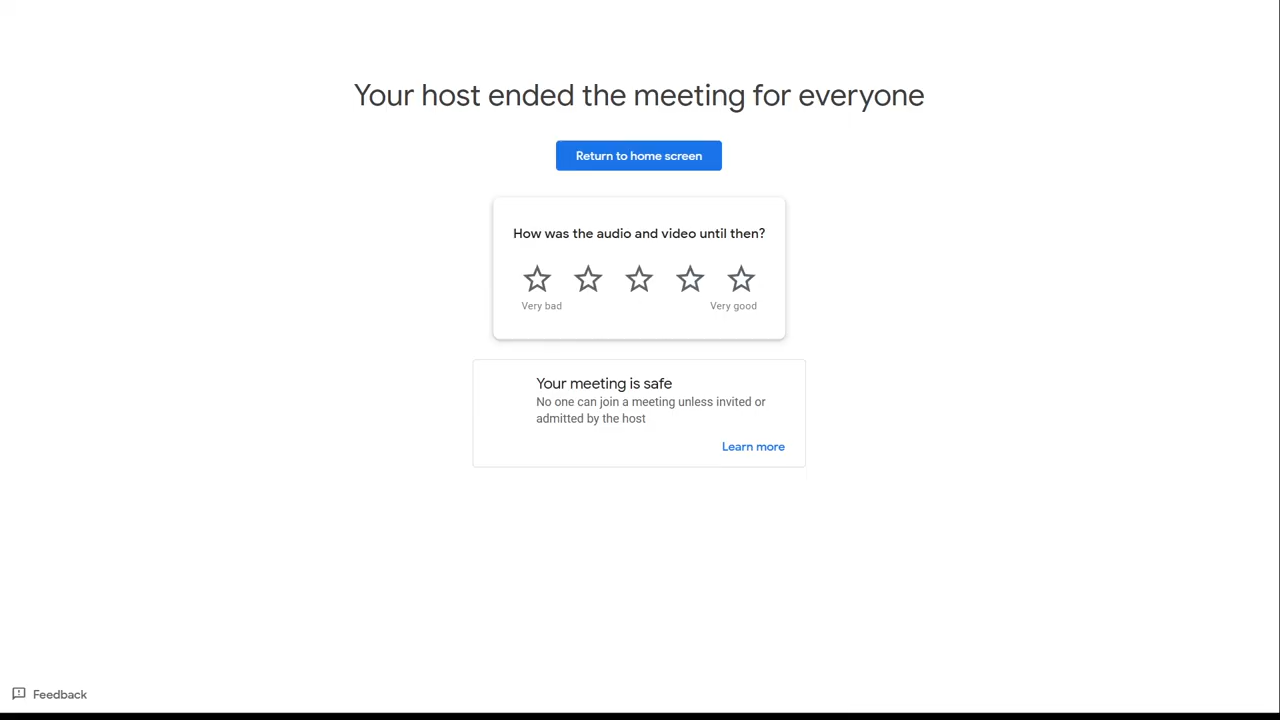 Your host ended the meeting for everyone
Return to home screen
How was the audio and video until then?
Very bad
Very good
Your meeting is safe
No one can join a meeting unless invited or
admitted by the host
Learn more
Feedback